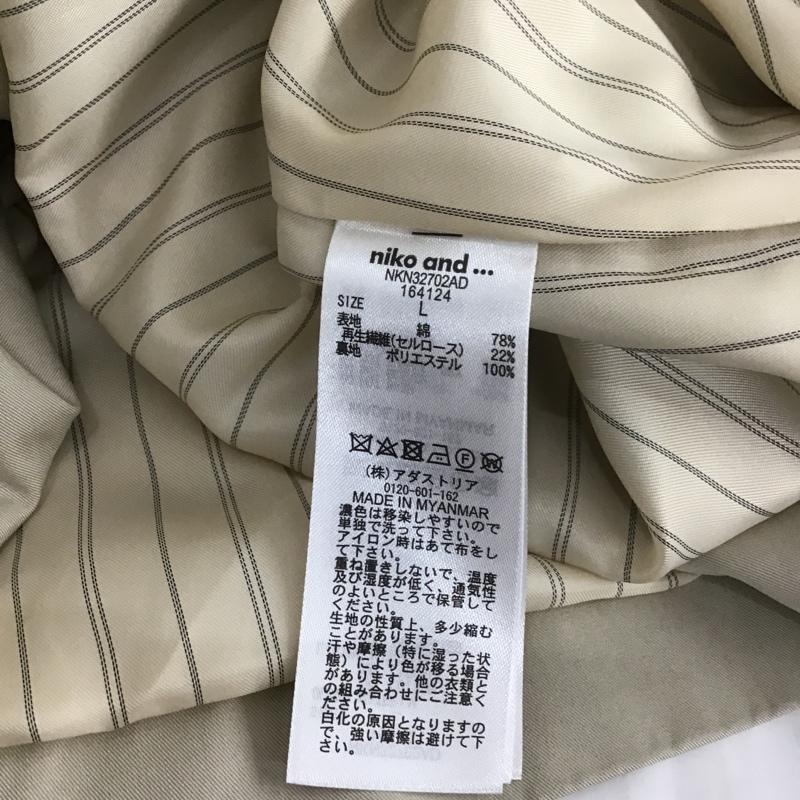 niko and ...
NKN32702AD
164124
SIZE L
表地 綿 78%
再生繊維(セルロース) 22%
裏地 ポリエステル 100%
(株)アダストリア
0120-601-162
MADE IN MYANMAR
濃色は移染しやすいので
単独で洗って下さい。
アイロン時はあて布をし
て下さい。
重ね置きしないで、温度
及び湿度が低く、通気性
のよいところで保管して
ください。
生地の性質上、多少縮む
ことがあります。
汗や摩擦（特に湿った状
態）により色が移る場合
があります。他の衣類と
の組み合わせにご注意く
ださい。
白化の原因となりますの
で、強い摩擦は避けて下
さい。